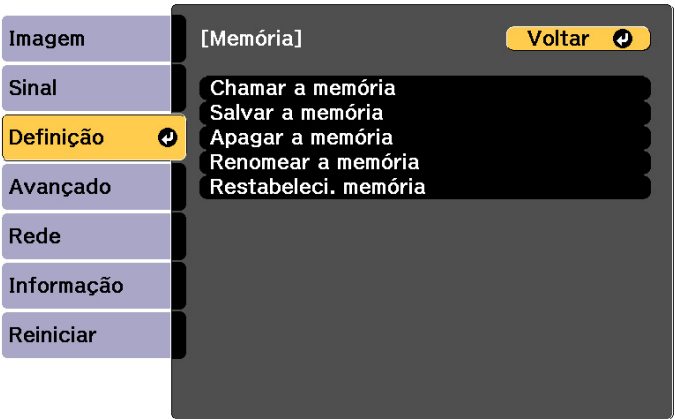 Imagem
Sinal
Definição
Avançado
Rede
Informação
Reiniciar
[Memória]
Voltar
Chamar a memória
Salvar a memória
Apagar a memória
Renomear a memória
Restabeleci. memória